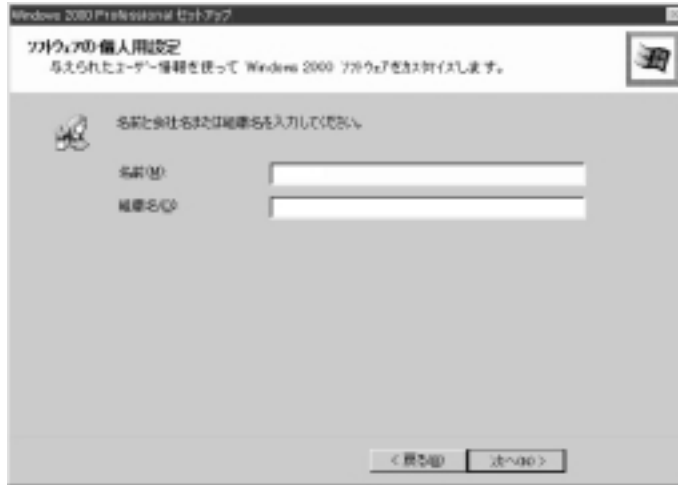 Windows 2000 Professional セットアップ
ソフトウェアの個人用設定
与えられたユーザー情報を使って Windows 2000 ソフトウェアをカスタマイズします。
名前と会社名または組織名を入力してください。
名前(M):
組織名(O):
< 戻る(B)
次へ(N) >